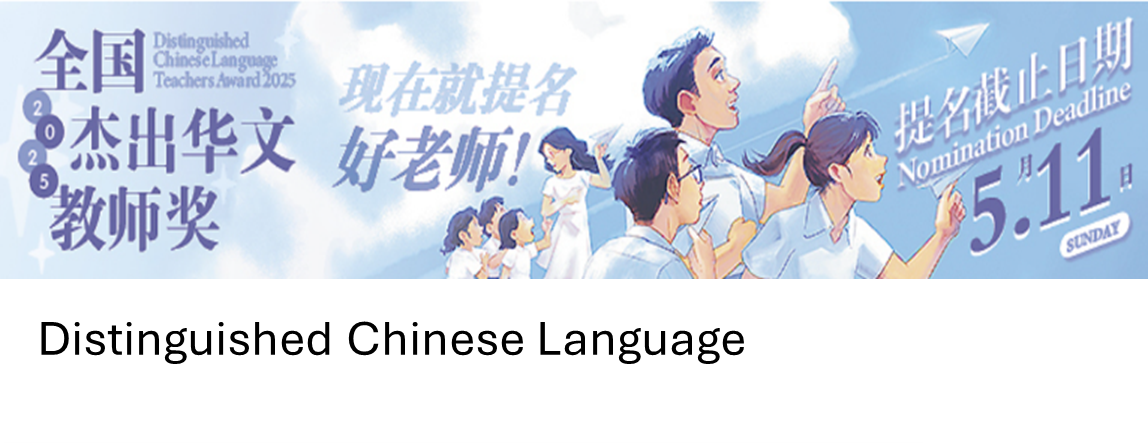 全国
Distinguished
Chinese Language
Teachers Award 2025
2025
杰出华文
教师奖
现在就提名
好老师!
提名截止日期
Nomination Deadline
5月.11日
SUNDAY
Distinguished Chinese Language